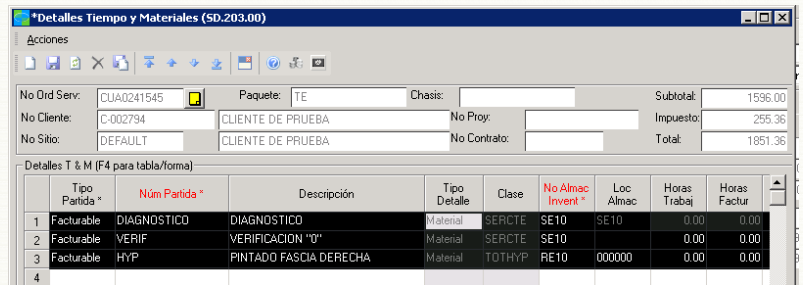 *Detalles Tiempo y Materiales (SD.203.00)
Acciones
No Ord Serv: CUA0241545 Paquete: TE Chasis: Subtotal: 1596.00
No Cliente: C-002794 CLIENTE DE PRUEBA No Proy: Impuesto: 255.36
No Sitio: DEFAULT CLIENTE DE PRUEBA No Contrato: Total: 1851.36
Detalles T & M (F4 para tabla/forma)
Tipo Partida * Núm Partida * Descripción Tipo Detalle Clase No Almac Invent * Loc Almac Horas Trabaj Horas Factur
1 Facturable DIAGNOSTICO DIAGNOSTICO Material SERCTE SE10 SE10 0.00 0.00
2 Facturable VERIF VERIFICACION "0" Material SERCTE SE10 0.00 0.00
3 Facturable HYP PINTADO FASCIA DERECHA Material TOTHYP RE10 000000 0.00 0.00
4